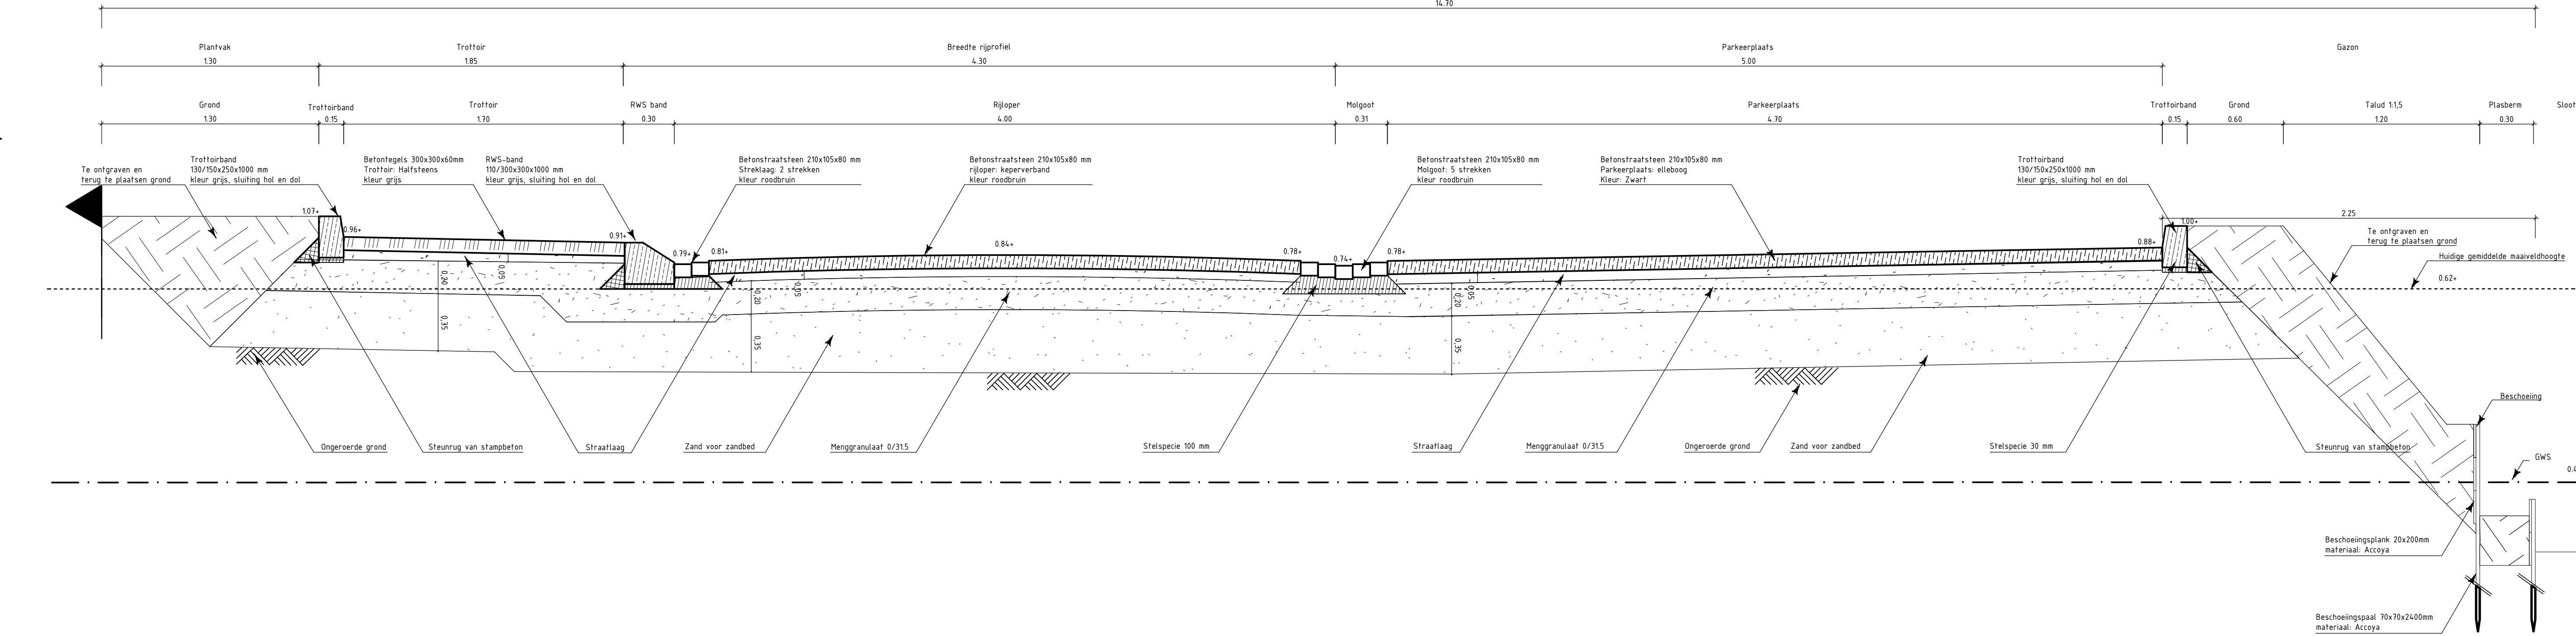 14.70
Plantvak
Trottoir
Breedte rijprofiel
Parkeerplaats
Gazon
1.30
1.85
4.30
5.00
Grond
Trottoirband
Trottoir
RWS band
Rijloper
Molgoot
Parkeerplaats
Trottoirband
Grond
Talud 1:1,5
Plasberm
1.30
0.15
1.70
0.30
4.00
0.31
4.70
0.15
0.60
1.20
0.30
Te ontgraven en
terug te plaatsen grond
Trottoirband
130/150x250x1000 mm
kleur grijs, sluiting hol en dol
Betontegels 300x300x60mm
Trottoir: Halfsteens
kleur grijs
RWS-band
110/300x300x1000 mm
kleur grijs, sluiting hol en dol
Betonstraatsteen 210x105x80 mm
Streklaag: 2 strekken
kleur roodbruin
Betonstraatsteen 210x105x80 mm
rijloper: keperverband
kleur roodbruin
Betonstraatsteen 210x105x80 mm
Molgoot: 5 strekken
kleur roodbruin
Betonstraatsteen 210x105x80 mm
Parkeerplaats: elleboog
Kleur: Zwart
Trottoirband
130/150x250x1000 mm
kleur grijs, sluiting hol en dol
2.25
Te ontgraven en
terug te plaatsen grond
Huidige gemiddelde maaiveldhoogte
0.62+
1.07+
0.96+
0.91+
0.79+
0.81+
0.84+
0.78+
0.74+
0.78+
0.88+
1.00+
0,20
0,35
0,20
0,05
0,35
0,20
0,05
0,35
Beschoeiing
Ongeroerde grond
Steunrug van stampbeton
Straatlaag
Zand voor zandbed
Menggranulaat 0/31.5
Stelspecie 100 mm
Straatlaag
Menggranulaat 0/31.5
Ongeroerde grond
Zand voor zandbed
Stelspecie 30 mm
Steunrug van stampbeton
GWS
Beschoeiingsplank 20x200mm
materiaal: Accoya
Beschoeiingspaal 70x70x2400mm
materiaal: Accoya